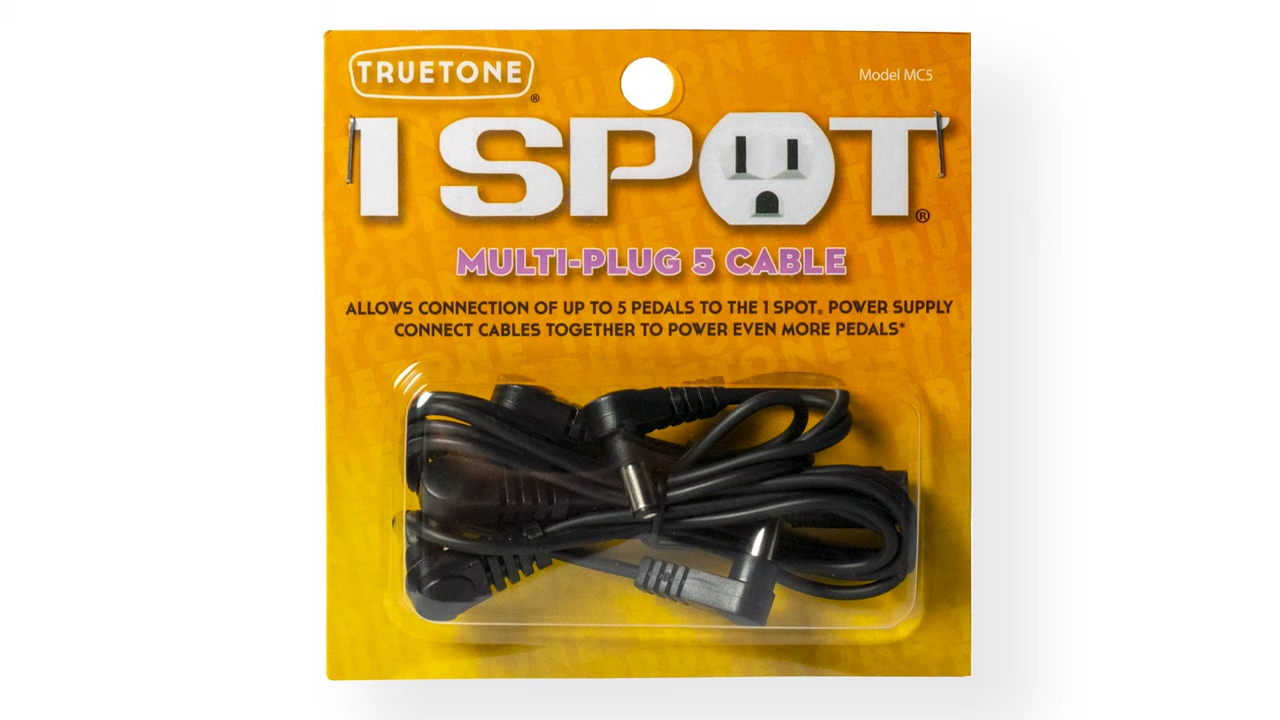 TRUETONE®
Model MC5
1 SPOT®
MULTI-PLUG 5 CABLE
ALLOWS CONNECTION OF UP TO 5 PEDALS TO THE 1 SPOT® POWER SUPPLY
CONNECT CABLES TOGETHER TO POWER EVEN MORE PEDALS*